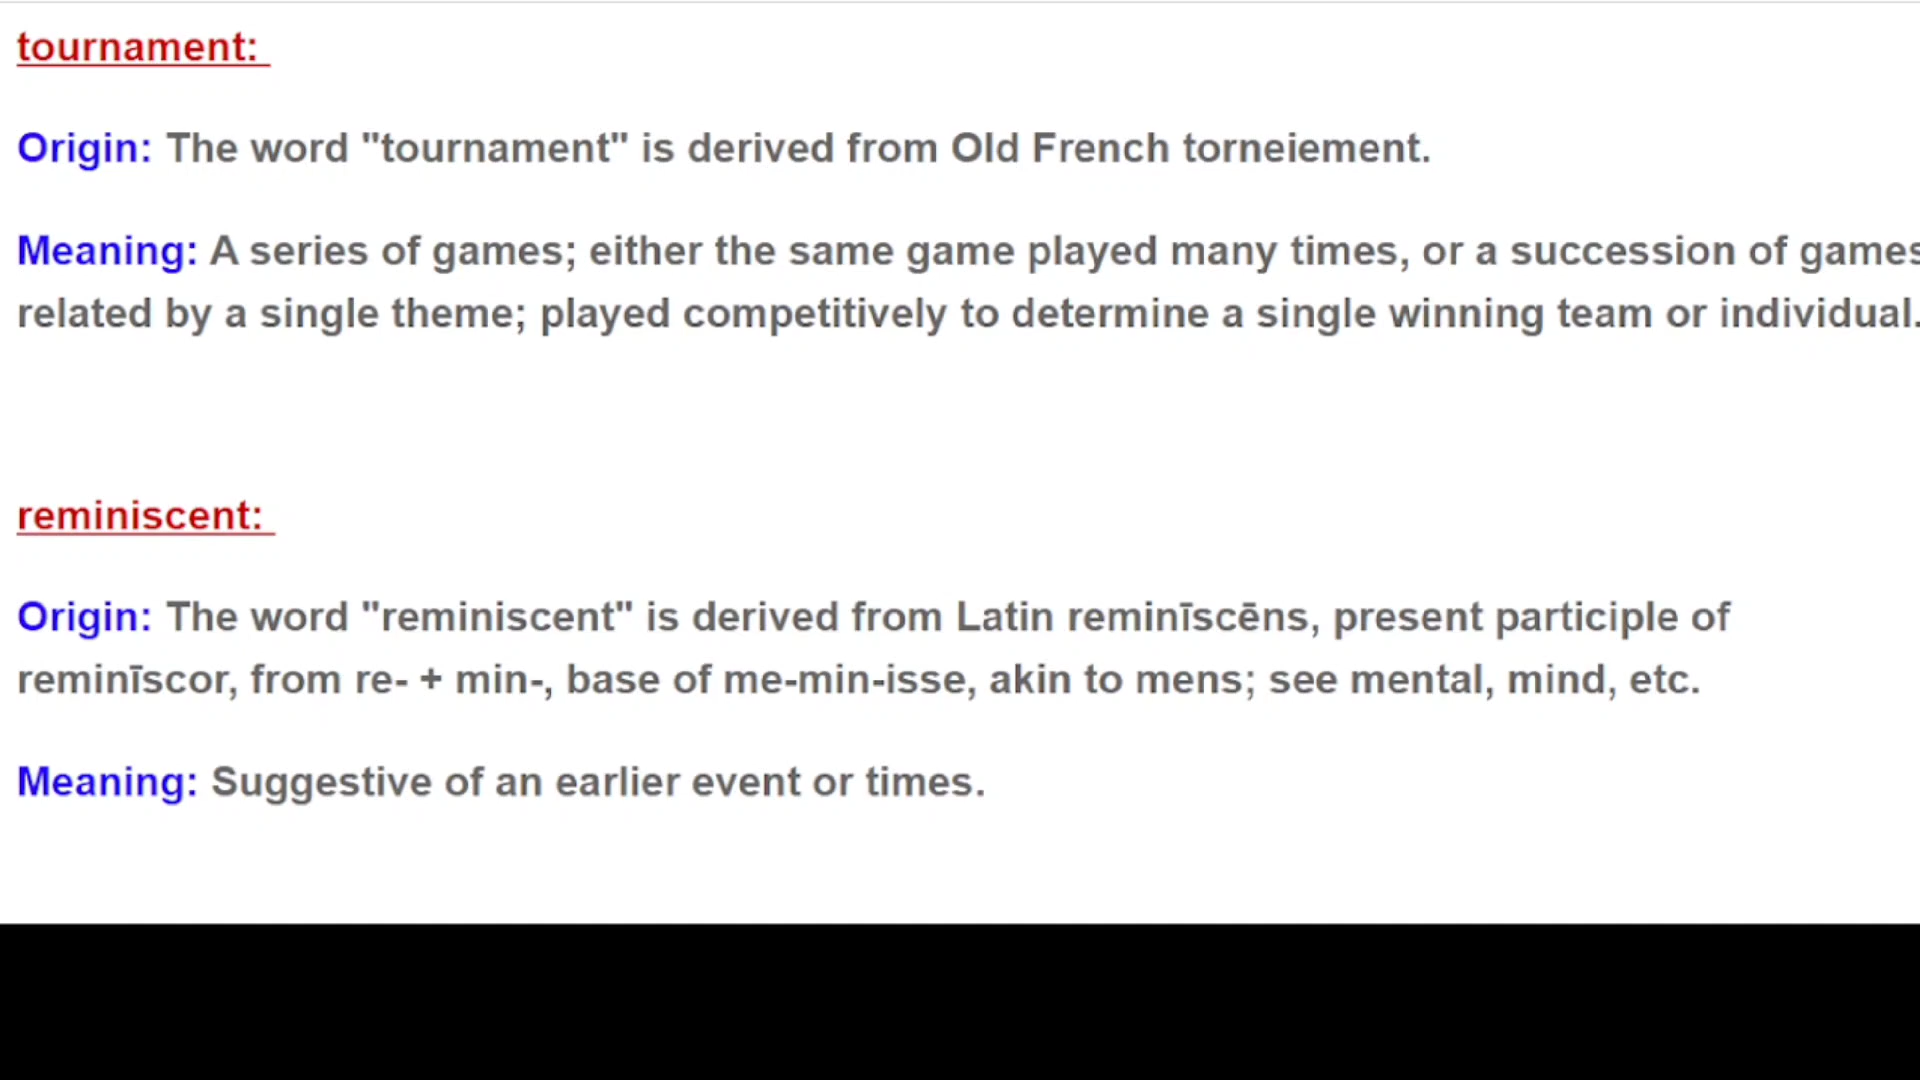 tournament:
Origin: The word "tournament" is derived from Old French torneiement.
Meaning: A series of games; either the same game played many times, or a succession of games
related by a single theme; played competitively to determine a single winning team or individual.
reminiscent:
Origin: The word "reminiscent" is derived from Latin reminīscēns, present participle of
reminīscor, from re- + min-, base of me-min-isse, akin to mens; see mental, mind, etc.
Meaning: Suggestive of an earlier event or times.